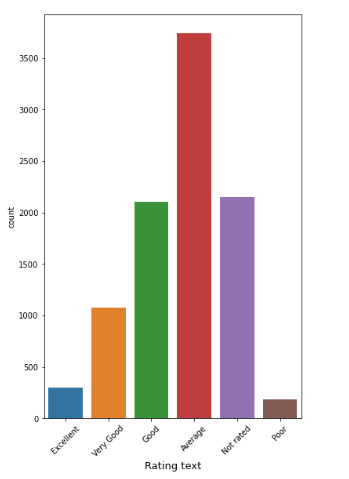 3500
3000
2500
2000
1500
1000
500
0
count
Excellent
Very Good
Good
Average
Not rated
Poor
Rating text